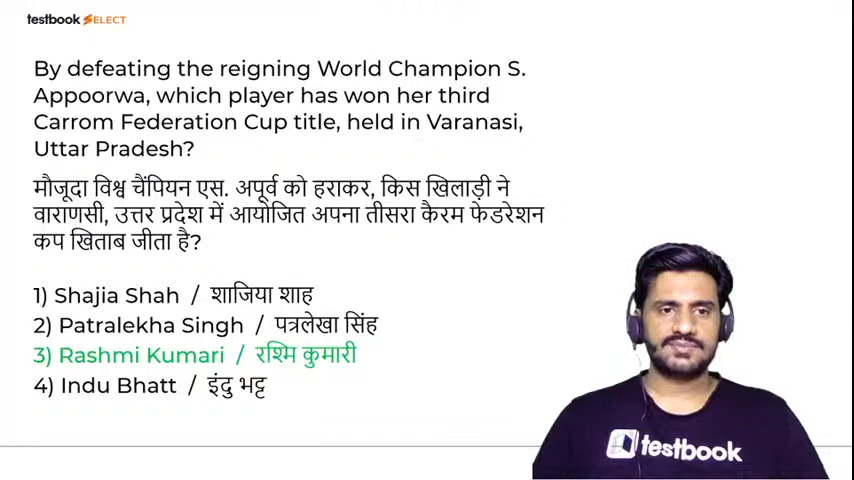 testbook SELECT
By defeating the reigning World Champion S.
Appoorwa, which player has won her third
Carrom Federation Cup title, held in Varanasi,
Uttar Pradesh?
मौजूदा विश्व चैंपियन एस. अपूर्व को हराकर, किस खिलाड़ी ने
वाराणसी, उत्तर प्रदेश में आयोजित अपना तीसरा कैरम फेडरेशन
कप खिताब जीता है?
1) Shajia Shah / शाजिया शाह
2) Patralekha Singh / पत्रलेखा सिंह
3) Rashmi Kumari / रश्मि कुमारी
4) Indu Bhatt / इंदु भट्ट
testbook